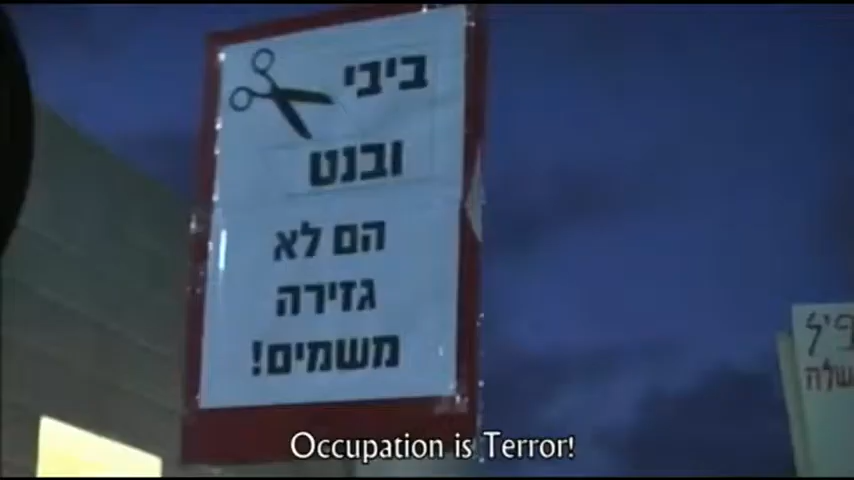 ביבי
ובנט
הם לא
גזירה
משמים!
Occupation is Terror!